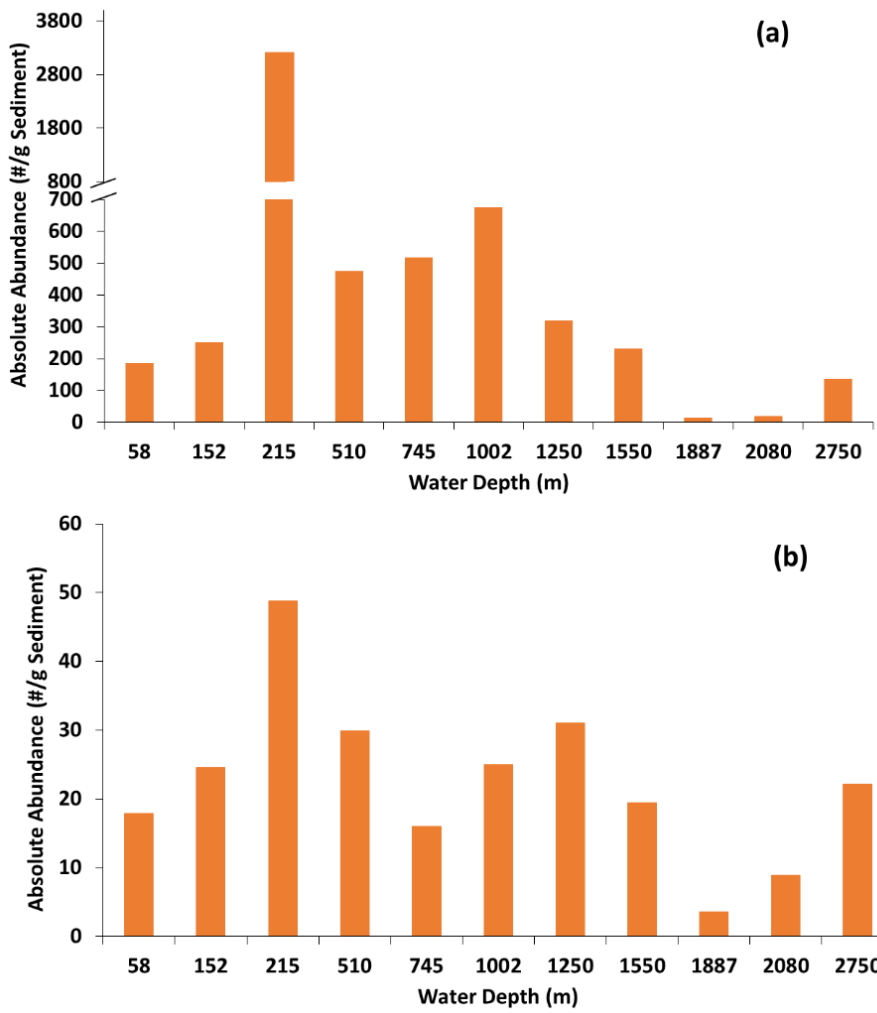 (a)
Absolute Abundance (#/g Sediment)
3800
2800
1800
800
700
600
500
400
300
200
100
0
58 152 215 510 745 1002 1250 1550 1887 2080 2750
Water Depth (m)
(b)
Absolute Abundance (#/g Sediment)
60
50
40
30
20
10
0
58 152 215 510 745 1002 1250 1550 1887 2080 2750
Water Depth (m)